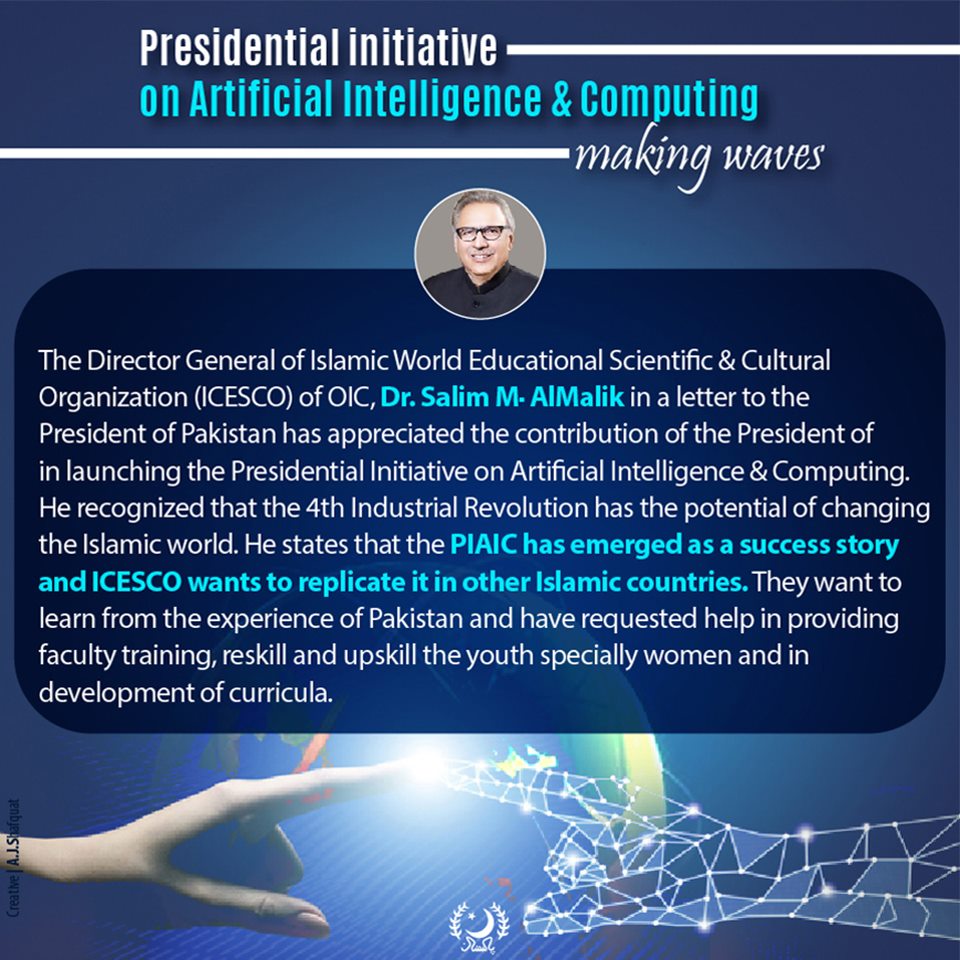 Presidential initiative
on Artificial Intelligence & Computing
making waves
The Director General of Islamic World Educational Scientific & Cultural
Organization (ICESCO) of OIC, Dr. Salim M· AlMalik in a letter to the
President of Pakistan has appreciated the contribution of the President of
in launching the Presidential Initiative on Artificial Intelligence & Computing.
He recognized that the 4th Industrial Revolution has the potential of changing
the Islamic world. He states that the PIAIC has emerged as a success story
and ICESCO wants to replicate it in other Islamic countries. They want to
learn from the experience of Pakistan and have requested help in providing
faculty training, reskill and upskill the youth specially women and in
development of curricula.
Creative | A.J.Shafquat
پاکستان